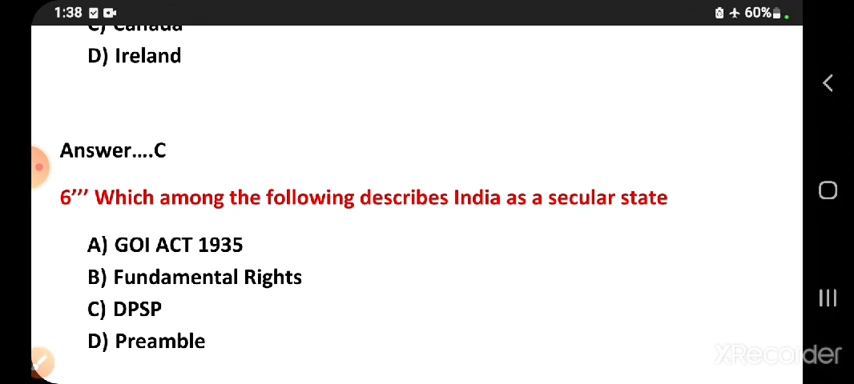 1:38
60%
C) Canada
D) Ireland
Answer....C
6’’’ Which among the following describes India as a secular state
A) GOI ACT 1935
B) Fundamental Rights
C) DPSP
D) Preamble
XRecorder